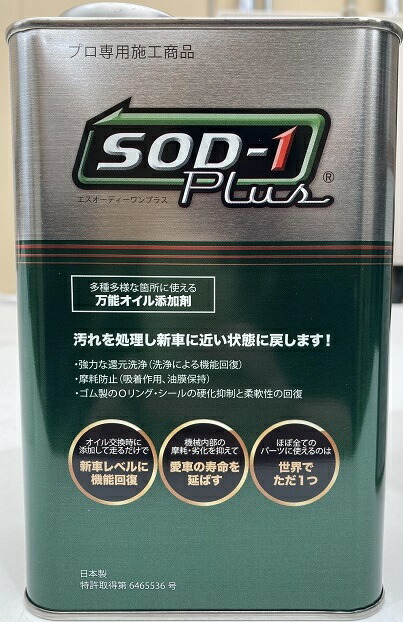 プロ専用施工商品
SOD-1
Plus®
エスオーディーワンプラス
多種多様な箇所に使える
万能オイル添加剤
汚れを処理し新車に近い状態に戻します！
・強力な還元洗浄（洗浄による機能回復）
・摩耗防止（吸着作用、油膜保持）
・ゴム製のOリング・シールの硬化抑制と柔軟性の回復
オイル交換時に
添加して走るだけで
新車レベルに
機能回復
機械内部の
摩耗・劣化を抑えて
愛車の寿命を
延ばす
ほぼ全ての
パーツに使えるのは
世界で
ただ1つ
日本製
特許取得第 6465536 号